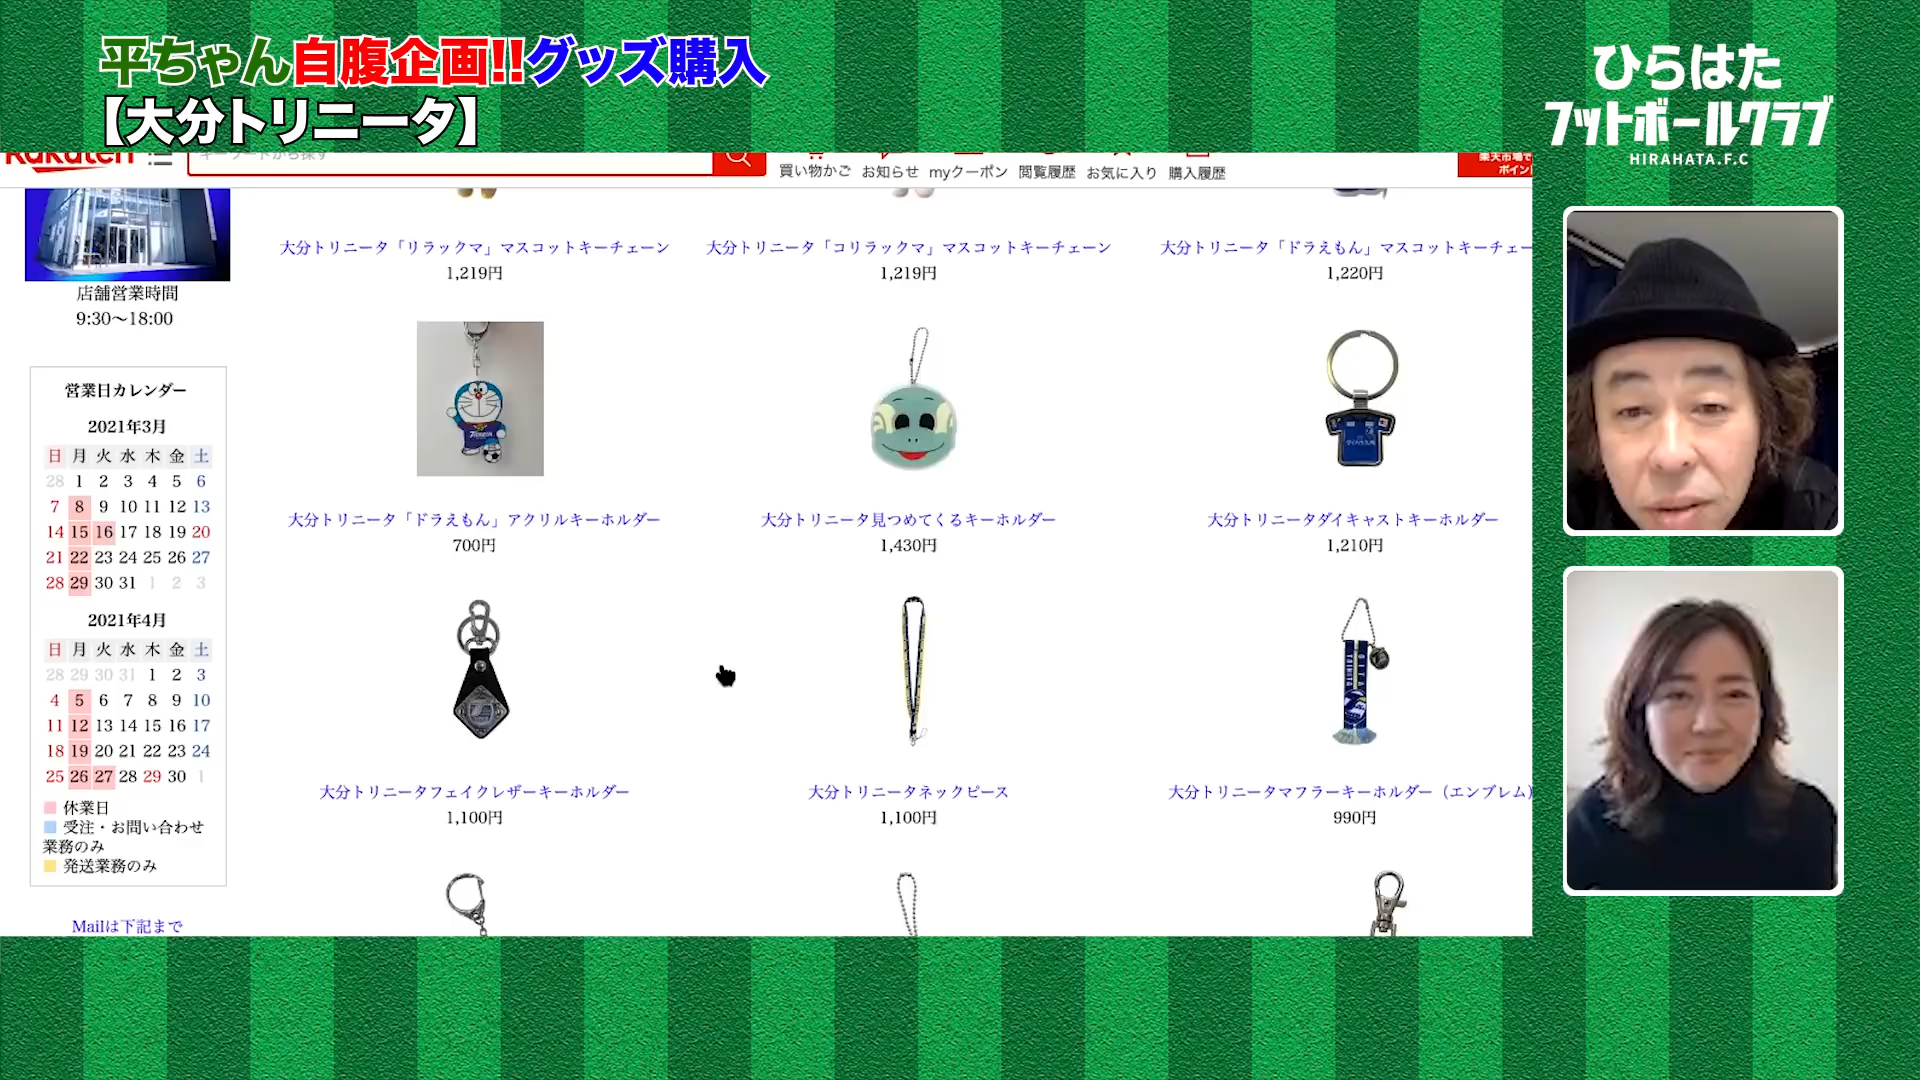 平ちゃん自腹企画!!グッズ購入
【大分トリニータ】
ひらはた
フットボールクラブ
HIRAHATA.F.C
Rakuten
キーワードから探す
買い物かご お知らせ myクーポン 閲覧履歴 お気に入り 購入履歴
楽天市場で
ポイン
大分トリニータ「リラックマ」マスコットキーチェーン
1,219円
大分トリニータ「コリラックマ」マスコットキーチェーン
1,219円
大分トリニータ「ドラえもん」マスコットキーチェー
1,220円
店舗営業時間
9:30〜18:00
営業日カレンダー
2021年3月
日 月 火 水 木 金 土
28 1 2 3 4 5 6
7 8 9 10 11 12 13
14 15 16 17 18 19 20
21 22 23 24 25 26 27
28 29 30 31 1 2 3
2021年4月
日 月 火 水 木 金 土
28 29 30 31 1 2 3
4 5 6 7 8 9 10
11 12 13 14 15 16 17
18 19 20 21 22 23 24
25 26 27 28 29 30 1
休業日
受注・お問い合わせ
業務のみ
発送業務のみ
Mailは下記まで
大分トリニータ「ドラえもん」アクリルキーホルダー
700円
大分トリニータ見つめてくるキーホルダー
1,430円
大分トリニータダイキャストキーホルダー
1,210円
大分トリニータフェイクレザーキーホルダー
1,100円
大分トリニータネックピース
1,100円
大分トリニータマフラーキーホルダー（エンブレム）
990円